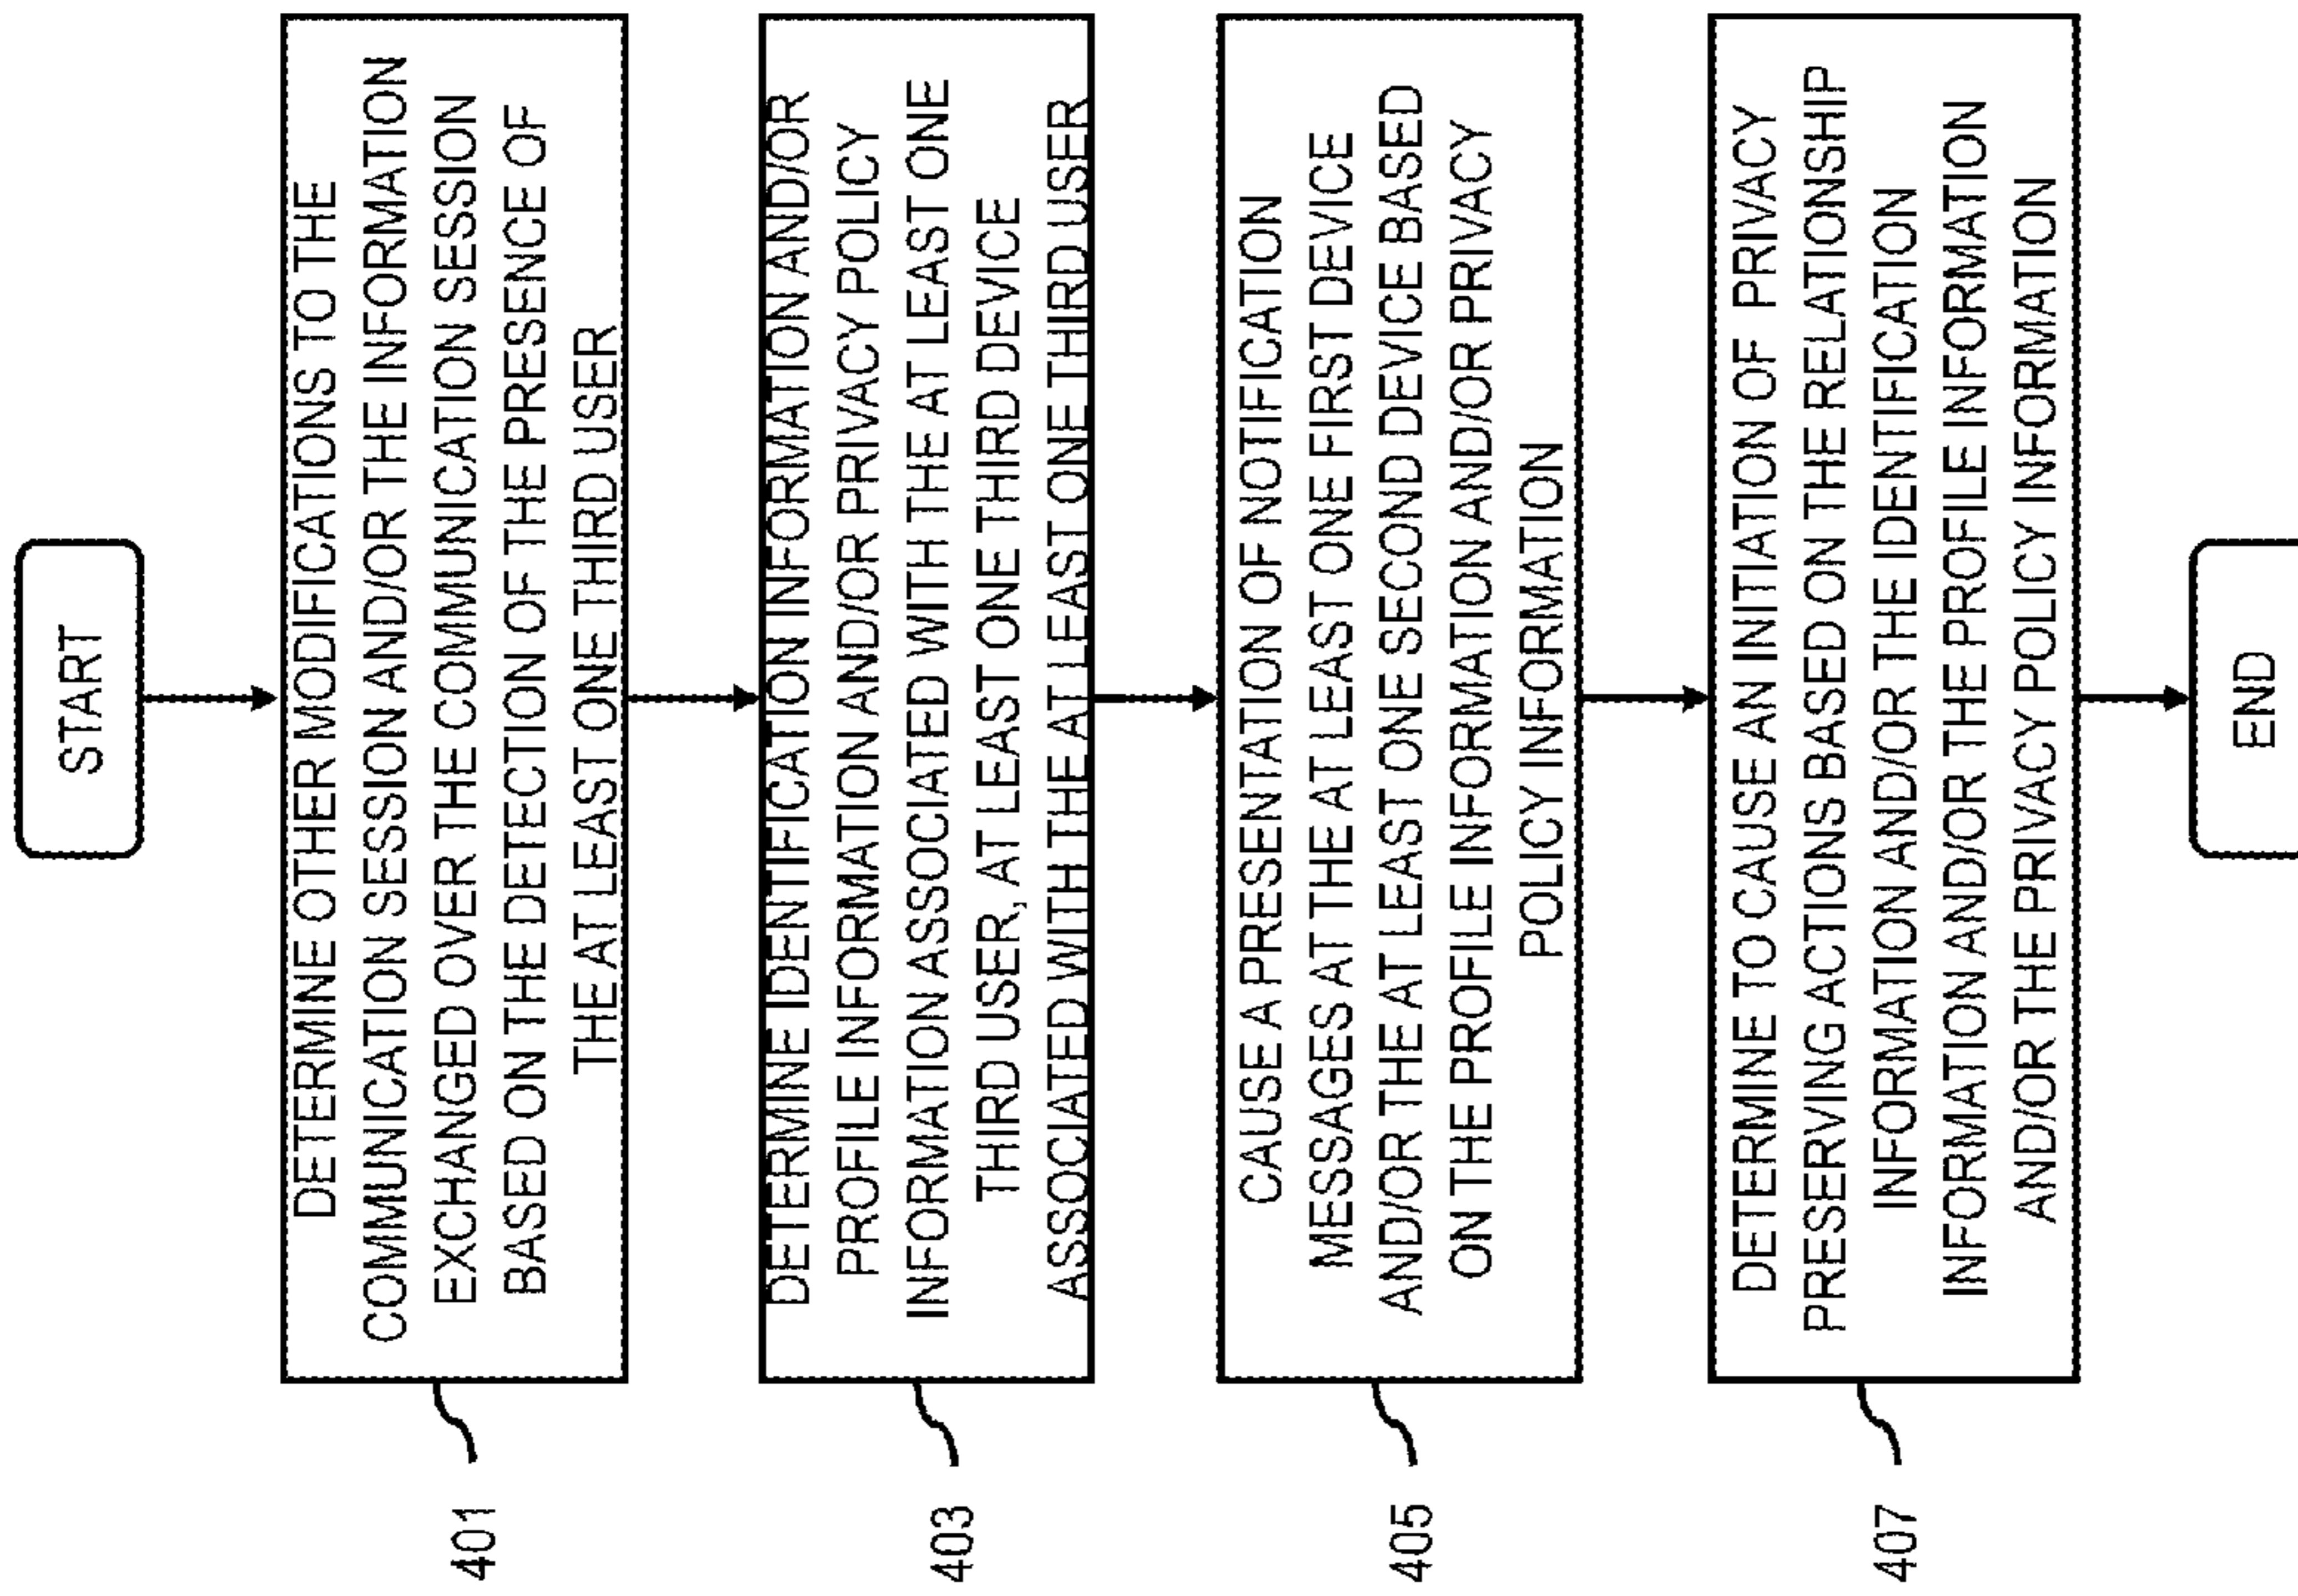 START
DETERMINE OTHER MODIFICATIONS TO THE
COMMUNICATION SESSION AND/OR THE INFORMATION
EXCHANGED OVER THE COMMUNICATION SESSION
BASED ON THE DETECTION OF THE PRESENCE OF
THE AT LEAST ONE THIRD USER
401
DETERMINE IDENTIFICATION INFORMATION AND/OR
PROFILE INFORMATION AND/OR PRIVACY POLICY
INFORMATION ASSOCIATED WITH THE AT LEAST ONE
THIRD USER, AT LEAST ONE THIRD DEVICE
ASSOCIATED WITH THE AT LEAST ONE THIRD USER
403
CAUSE A PRESENTATION OF NOTIFICATION
MESSAGES AT THE AT LEAST ONE FIRST DEVICE
AND/OR THE AT LEAST ONE SECOND DEVICE BASED
ON THE PROFILE INFORMATION AND/OR PRIVACY
POLICY INFORMATION
405
DETERMINE TO CAUSE AN INITIATION OF PRIVACY
PRESERVING ACTIONS BASED ON THE RELATIONSHIP
INFORMATION AND/OR THE IDENTIFICATION
INFORMATION AND/OR THE PROFILE INFORMATION
AND/OR THE PRIVACY POLICY INFORMATION
407
END